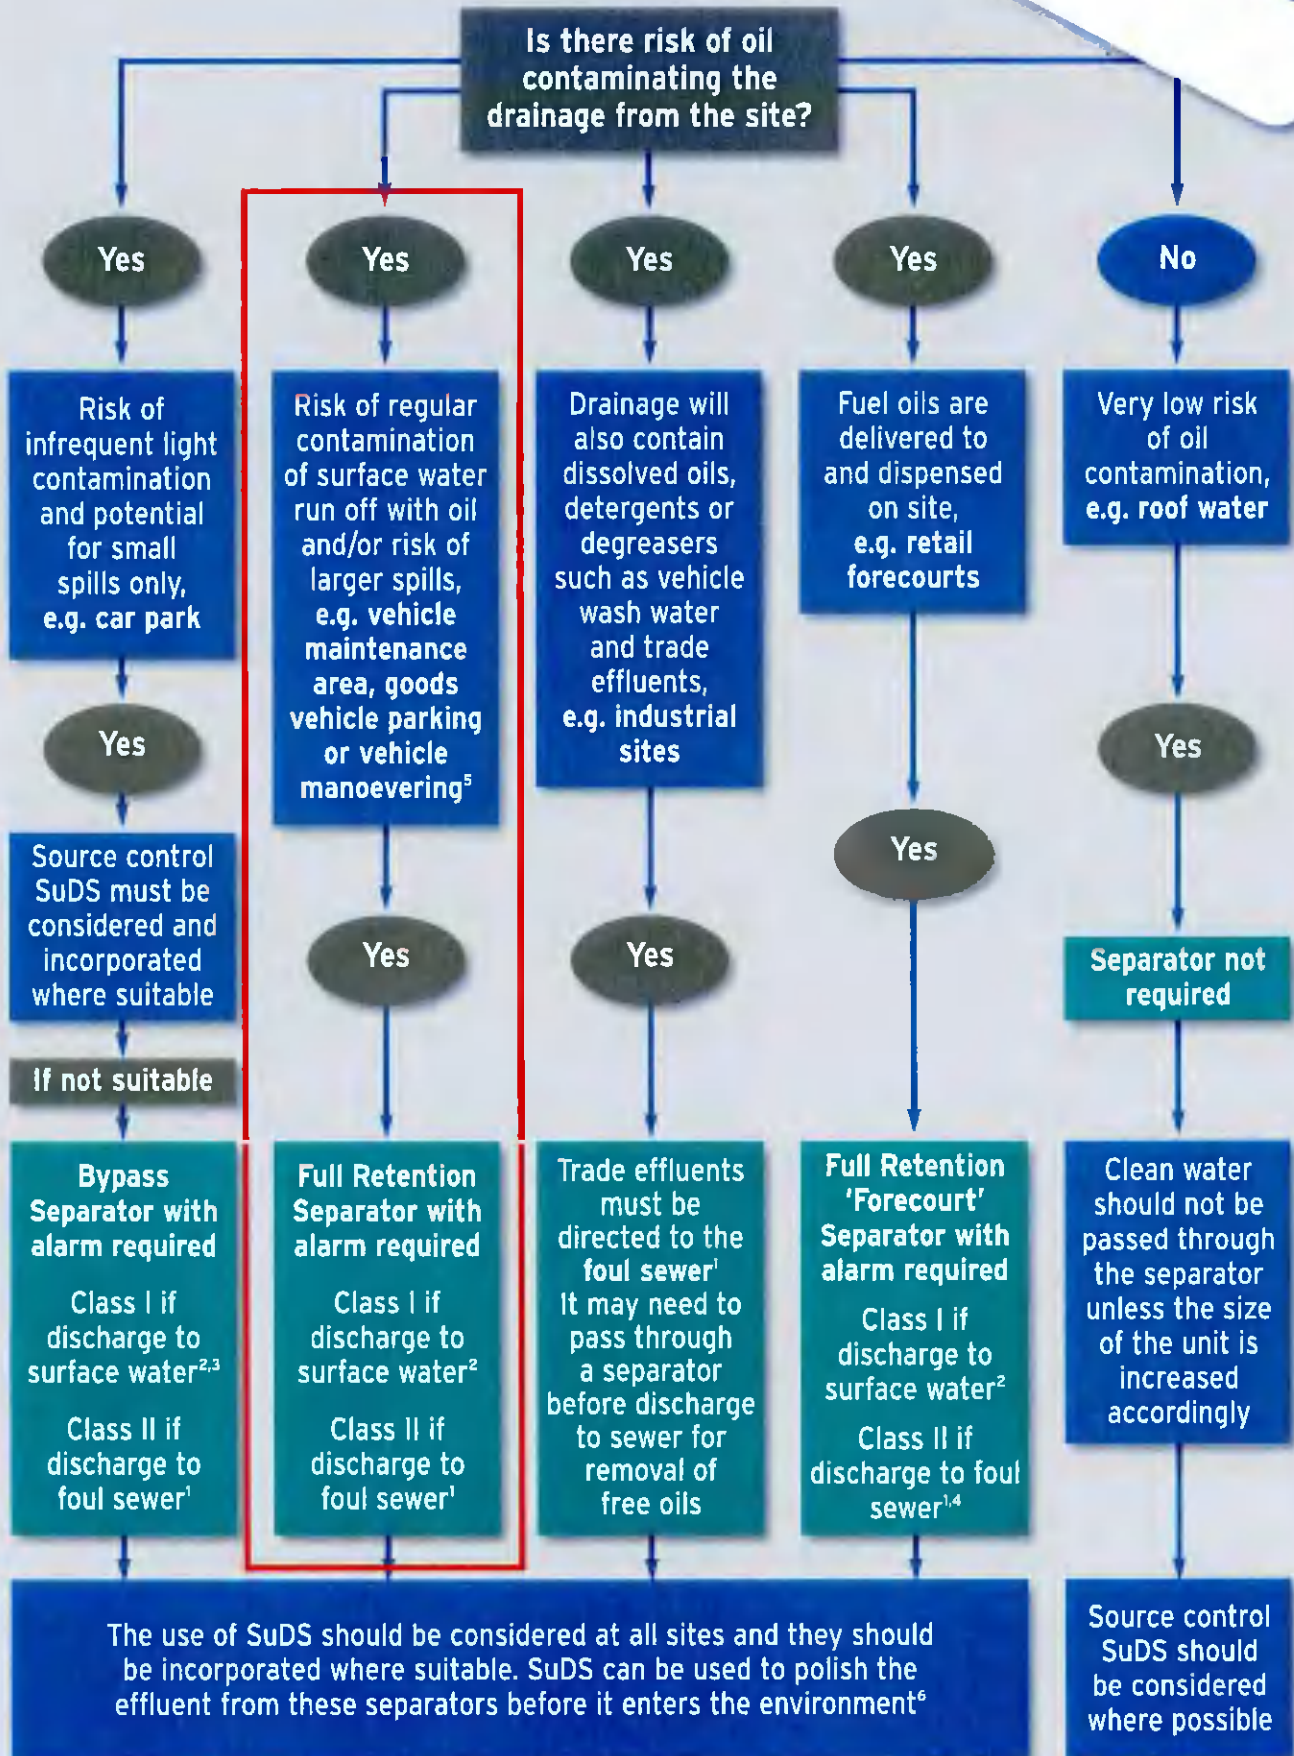 Is there risk of oil
contaminating the
drainage from the site?
Yes
Risk of
infrequent light
contamination
and potential
for small
spills only,
e.g. car park
Yes
Source control
SuDS must be
considered and
incorporated
where suitable
If not suitable
Bypass
Separator with
alarm required
Class I if
discharge to
surface water²,³
Class II if
discharge to
foul sewer¹
Yes
Risk of regular
contamination
of surface water
run off with oil
and/or risk of
larger spills,
e.g. vehicle
maintenance
area, goods
vehicle parking
or vehicle
manoevering⁵
Yes
Full Retention
Separator with
alarm required
Class I if
discharge to
surface water²
Class II if
discharge to
foul sewer¹
Yes
Drainage will
also contain
dissolved oils,
detergents or
degreasers
such as vehicle
wash water
and trade
effluents,
e.g. industrial
sites
Yes
Trade effluents
must be
directed to the
foul sewer¹
It may need to
pass through
a separator
before discharge
to sewer for
removal of
free oils
Yes
Fuel oils are
delivered to
and dispensed
on site,
e.g. retail
forecourts
Yes
Full Retention
'Forecourt'
Separator with
alarm required
Class I if
discharge to
surface water²
Class II if
discharge to foul
sewer¹,⁴
No
Very low risk
of oil
contamination,
e.g. roof water
Yes
Separator not
required
Clean water
should not be
passed through
the separator
unless the size
of the unit is
increased
accordingly
The use of SuDS should be considered at all sites and they should
be incorporated where suitable. SuDS can be used to polish the
effluent from these separators before it enters the environment⁶
Source control
SuDS should
be considered
where possible